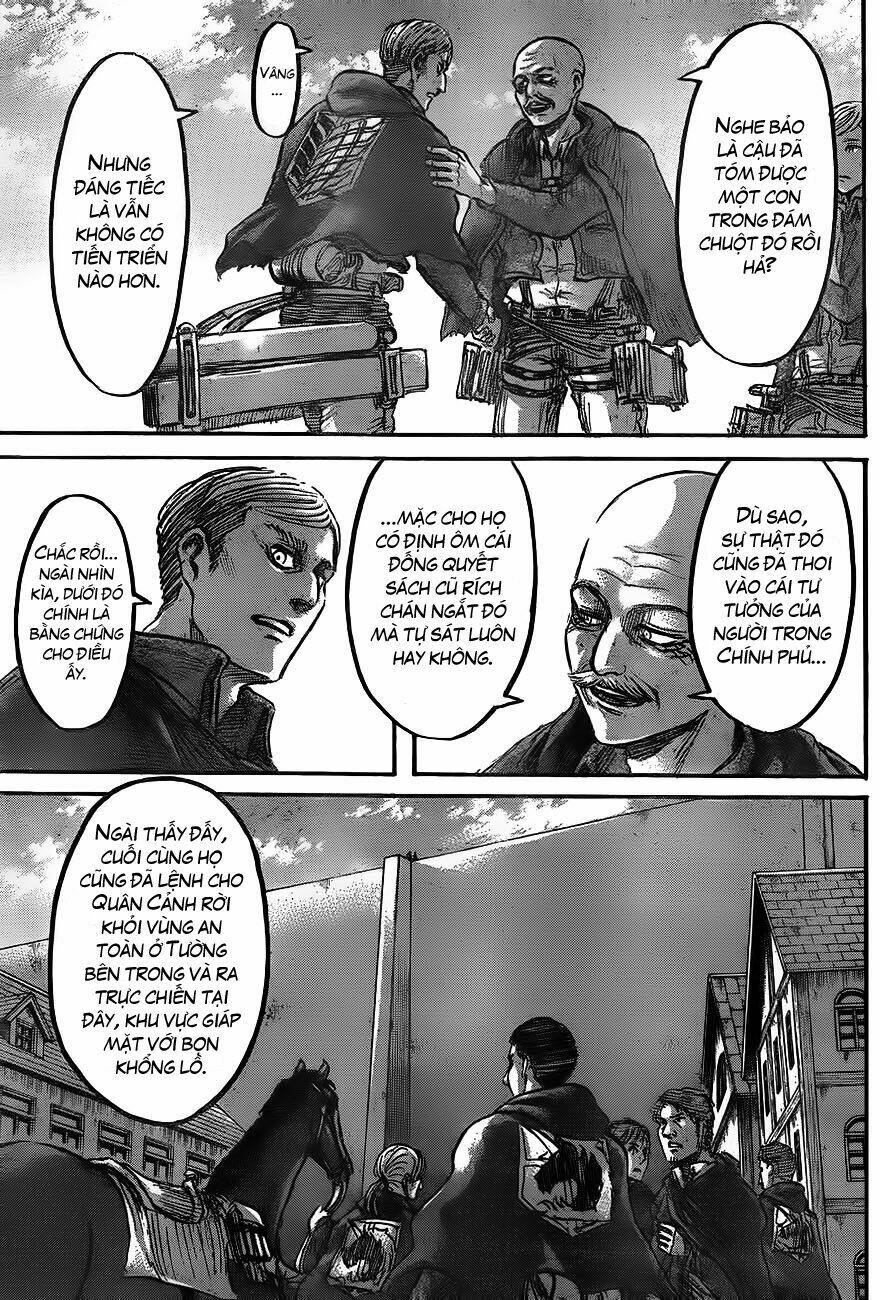 NGHE BẢO
LÀ CẬU ĐÃ
TÓM ĐƯỢC
MỘT CON
TRONG ĐÁM
CHUỘT ĐÓ RỒI
HẢ?
VÂNG
...
NHƯNG
ĐÁNG TIẾC
LÀ VẪN
KHÔNG CÓ
TIẾN TRIỂN
NÀO HƠN.
DÙ SAO,
SỰ THẬT ĐÓ
CŨNG ĐÃ THOI
VÀO CÁI TƯ
TƯỞNG CỦA
NGƯỜI TRONG
CHÍNH PHỦ...
...MẶC CHO HỌ
CÓ ĐỊNH ÔM CÁI
ĐỐNG QUYẾT
SÁCH CŨ RÍCH
CHÁN NGẮT ĐÓ
MÀ TỰ SÁT LUÔN
HAY KHÔNG.
CHẮC RỒI...
NGÀI NHÌN
KÌA, DƯỚI ĐÓ
CHÍNH LÀ
BẰNG CHỨNG
CHO ĐIỀU
ẤY.
NGÀI THẤY ĐẤY,
CUỐI CÙNG HỌ
CŨNG ĐÃ LỆNH CHO
QUÂN CẢNH RỜI
KHỎI VÙNG AN
TOÀN Ở TƯỜNG
BÊN TRONG VÀ RA
TRỰC CHIẾN TẠI
ĐÂY, KHU VỰC GIÁP
MẶT VỚI BỌN
KHỔNG LỒ.